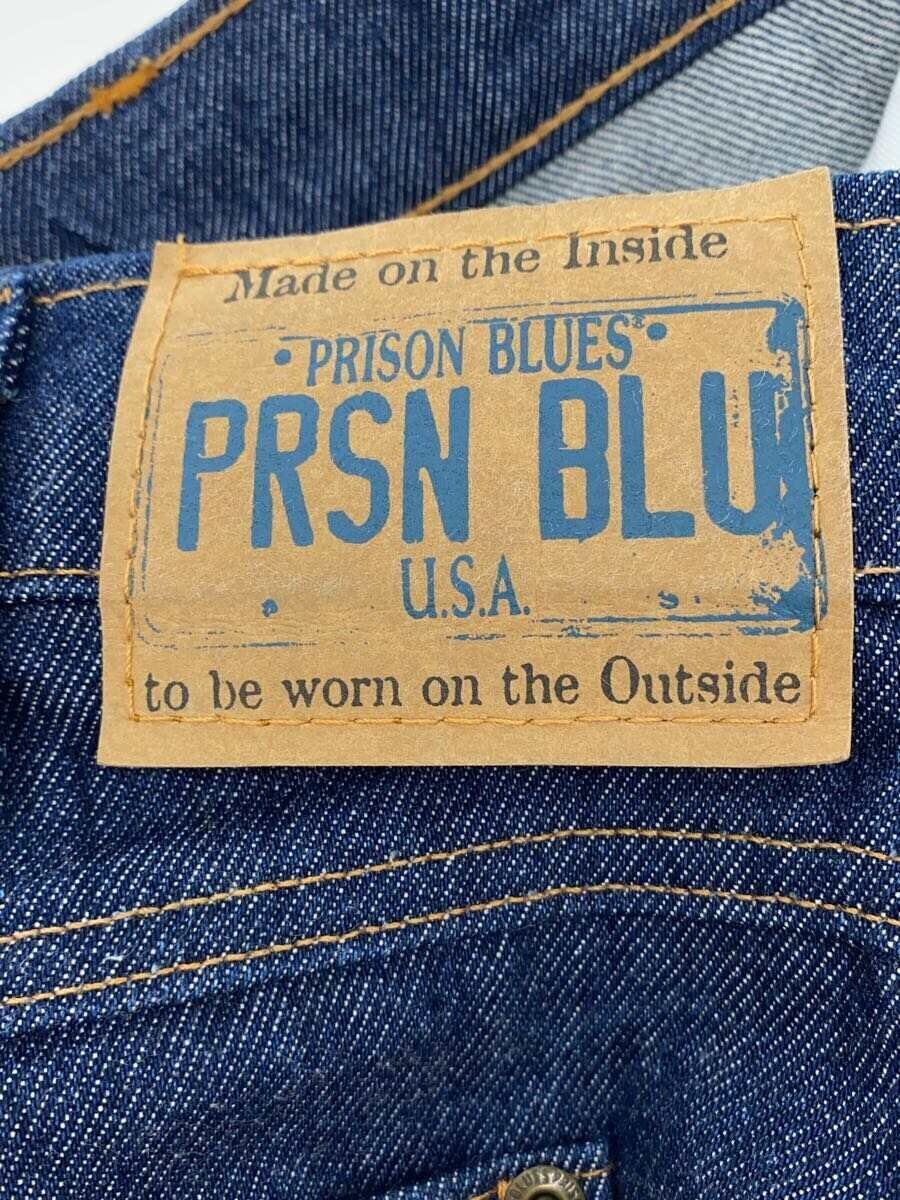 Made on the Inside
• PRISON BLUES® •
PRSN BLU
U.S.A.
to be worn on the Outside